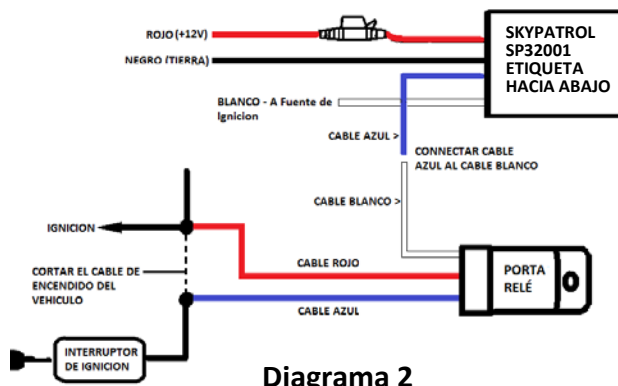 ROJO (+12V)
NEGRO (TIERRA)
SKYPATROL
SP32001
ETIQUETA
HACIA ABAJO
BLANCO - A Fuente de
Ignicion
CABLE AZUL >
CONNECTAR CABLE
AZUL AL CABLE BLANCO
CABLE BLANCO >
IGNICION
CABLE ROJO
PORTA
RELÉ
CORTAR EL CABLE DE
ENCENDIDO DEL
VEHICULO
CABLE AZUL
INTERRUPTOR
DE IGNICION
Diagrama 2